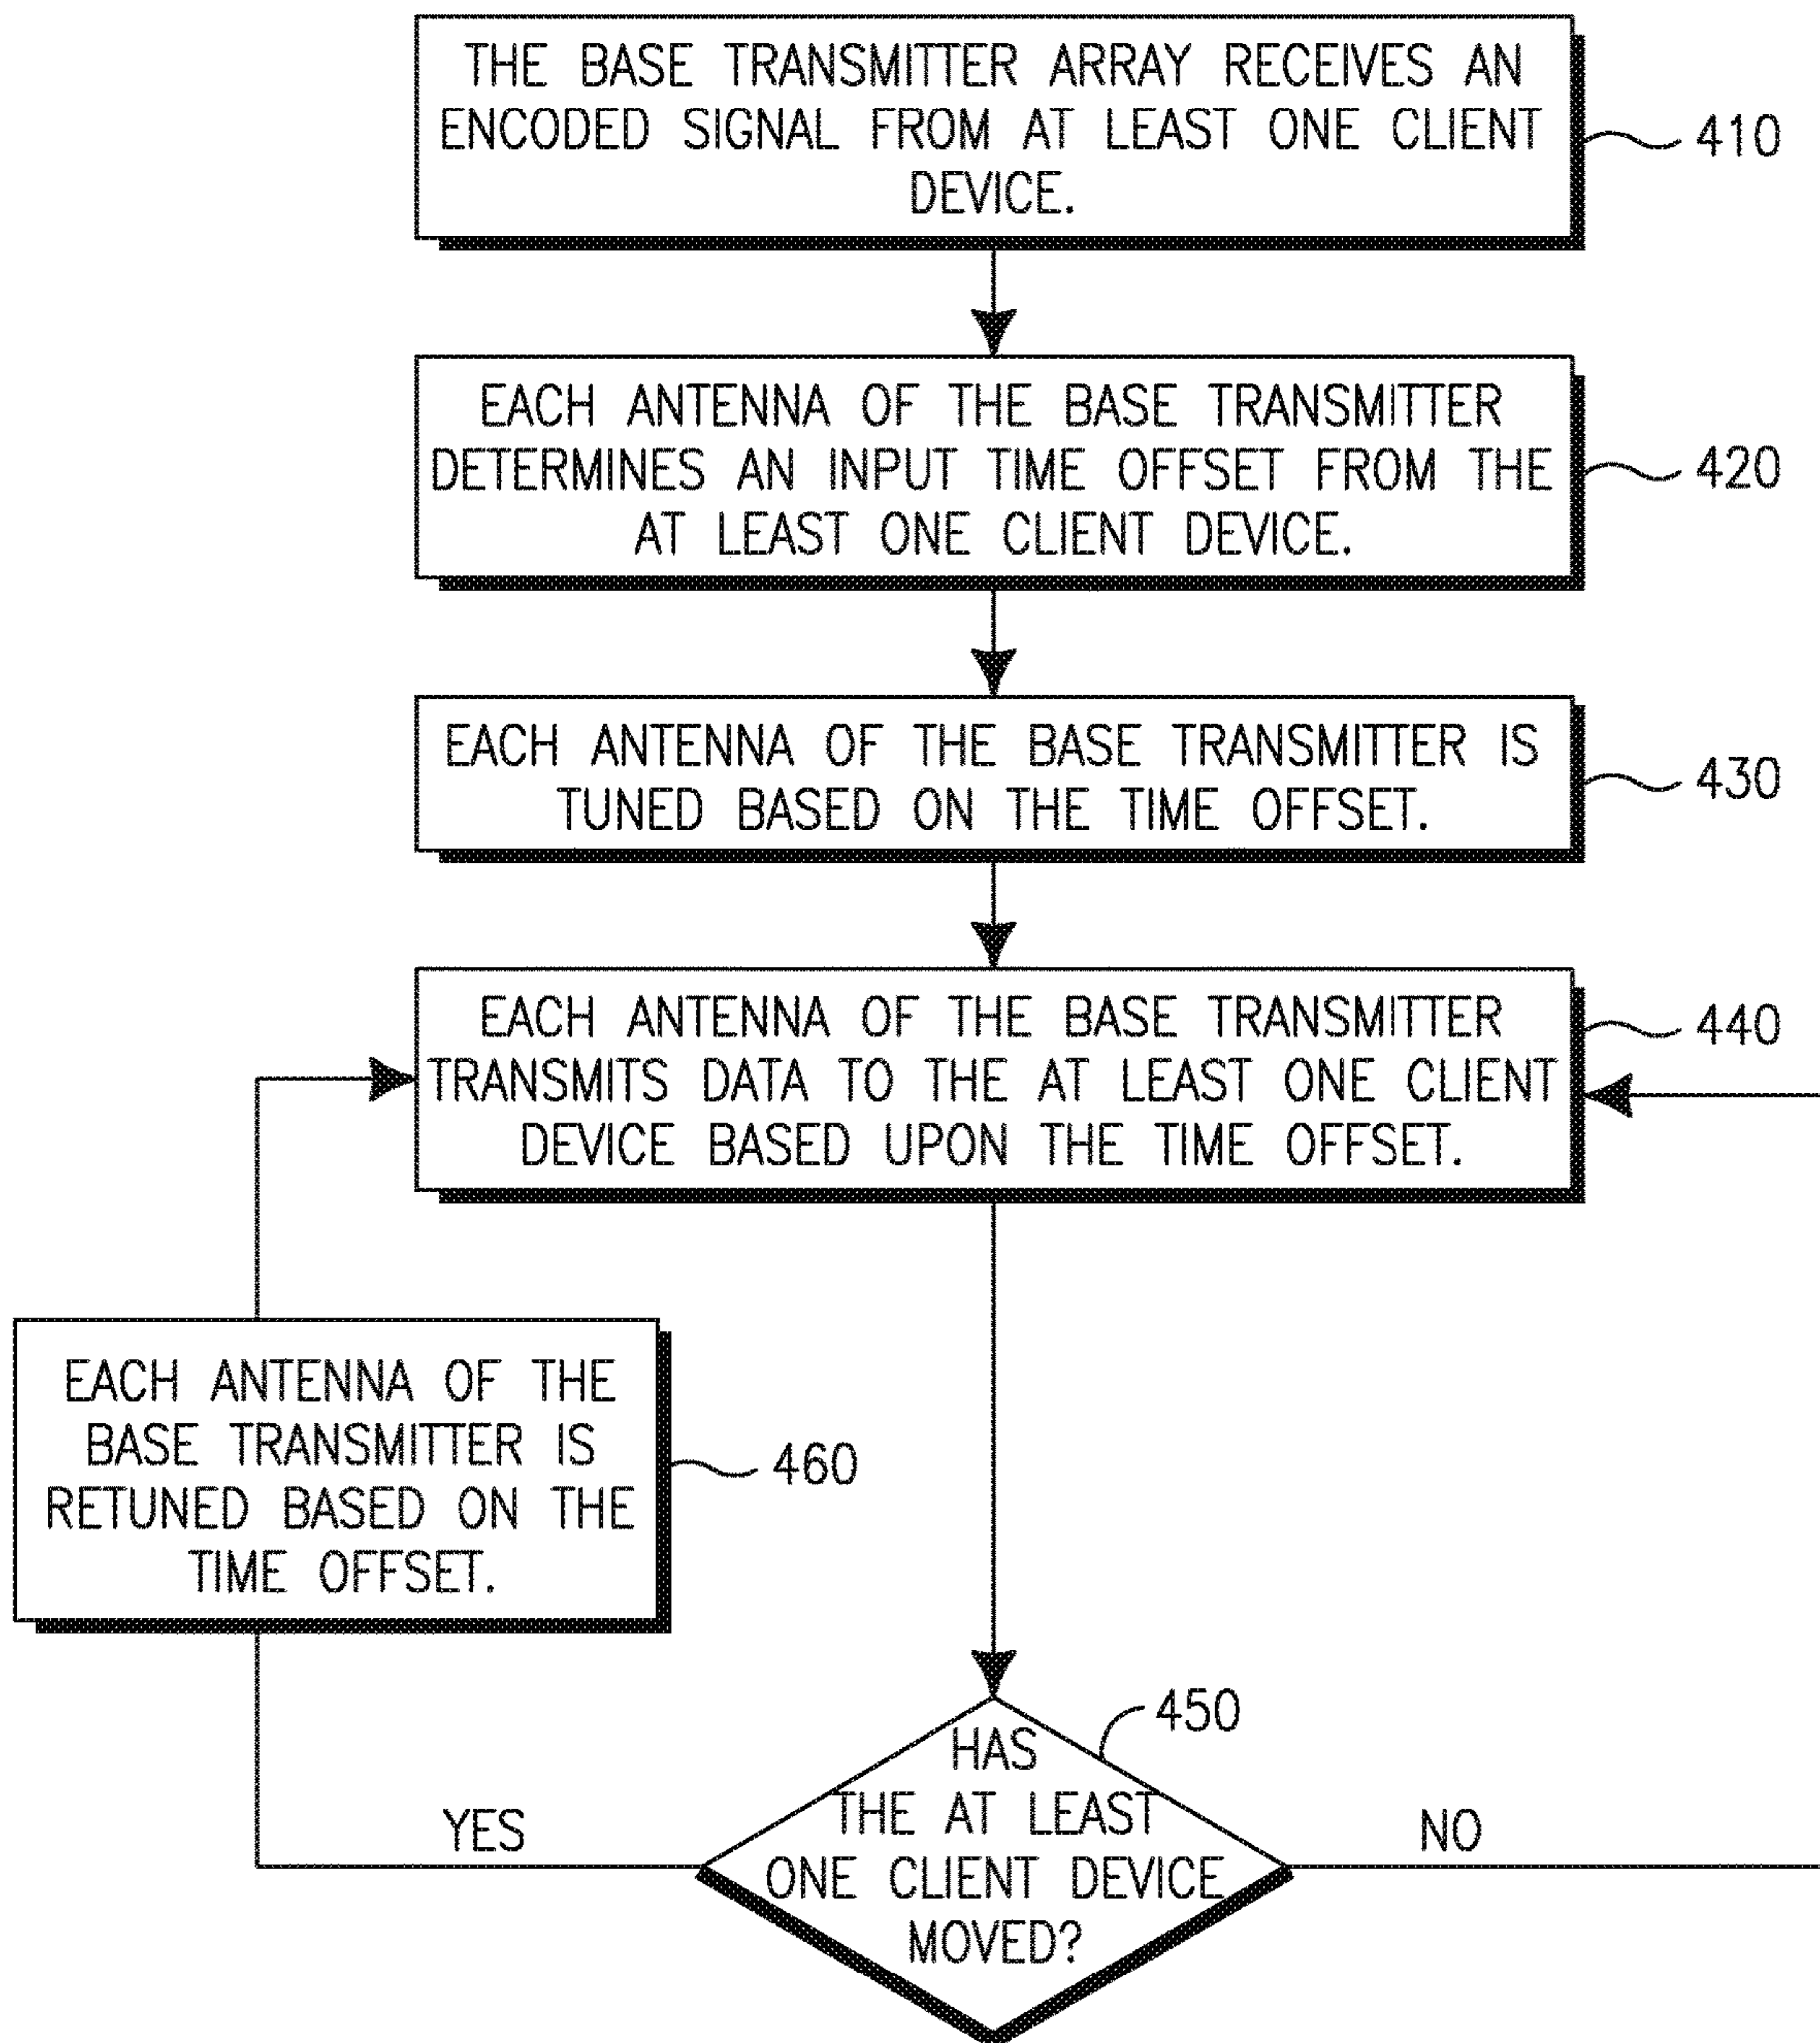 THE BASE TRANSMITTER ARRAY RECEIVES AN
ENCODED SIGNAL FROM AT LEAST ONE CLIENT
DEVICE.
410
EACH ANTENNA OF THE BASE TRANSMITTER
DETERMINES AN INPUT TIME OFFSET FROM THE
AT LEAST ONE CLIENT DEVICE.
420
EACH ANTENNA OF THE BASE TRANSMITTER IS
TUNED BASED ON THE TIME OFFSET.
430
EACH ANTENNA OF THE BASE TRANSMITTER
TRANSMITS DATA TO THE AT LEAST ONE CLIENT
DEVICE BASED UPON THE TIME OFFSET.
440
EACH ANTENNA OF THE
BASE TRANSMITTER IS
RETUNED BASED ON THE
TIME OFFSET.
460
450
HAS
THE AT LEAST
ONE CLIENT DEVICE
MOVED?
YES
NO